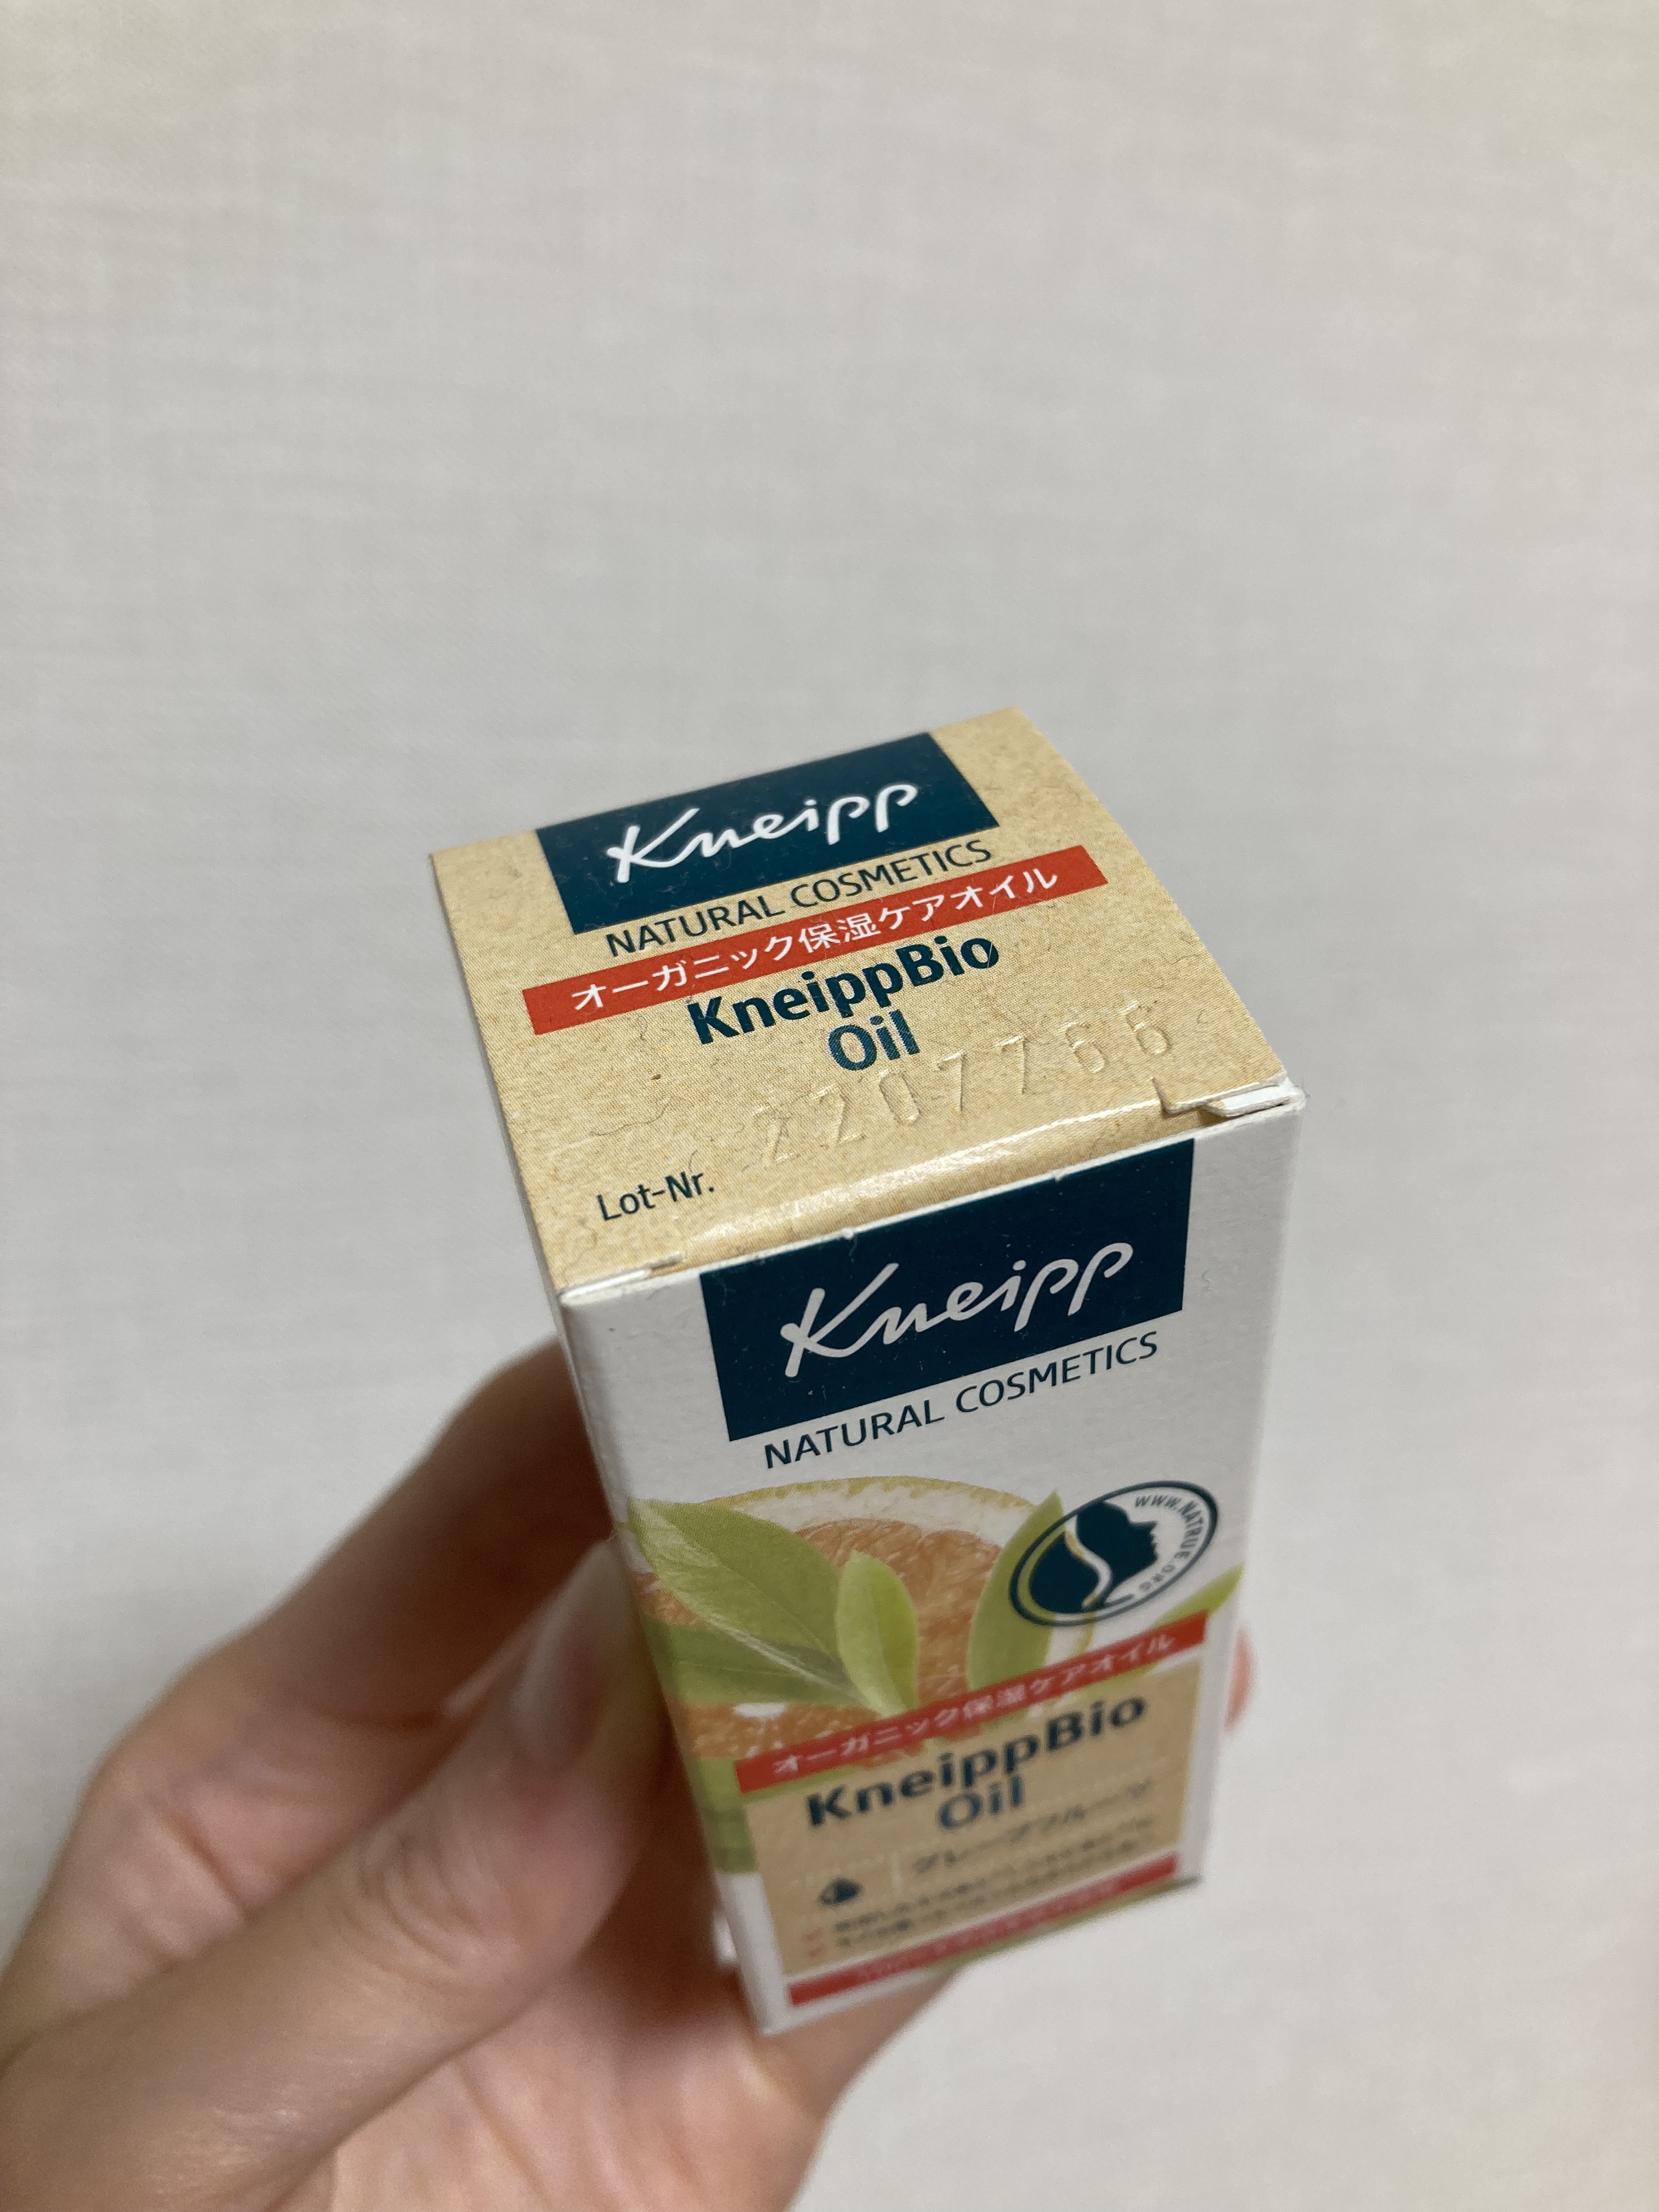 Kneipp
NATURAL COSMETICS
オーガニック保湿ケアオイル
KneippBio
Oil
2207766
Lot-Nr.
Kneipp
NATURAL COSMETICS
WWW.NATRUE.ORG
オーガニック保湿ケアオイル
KneippBio
Oil
グレープフルーツ